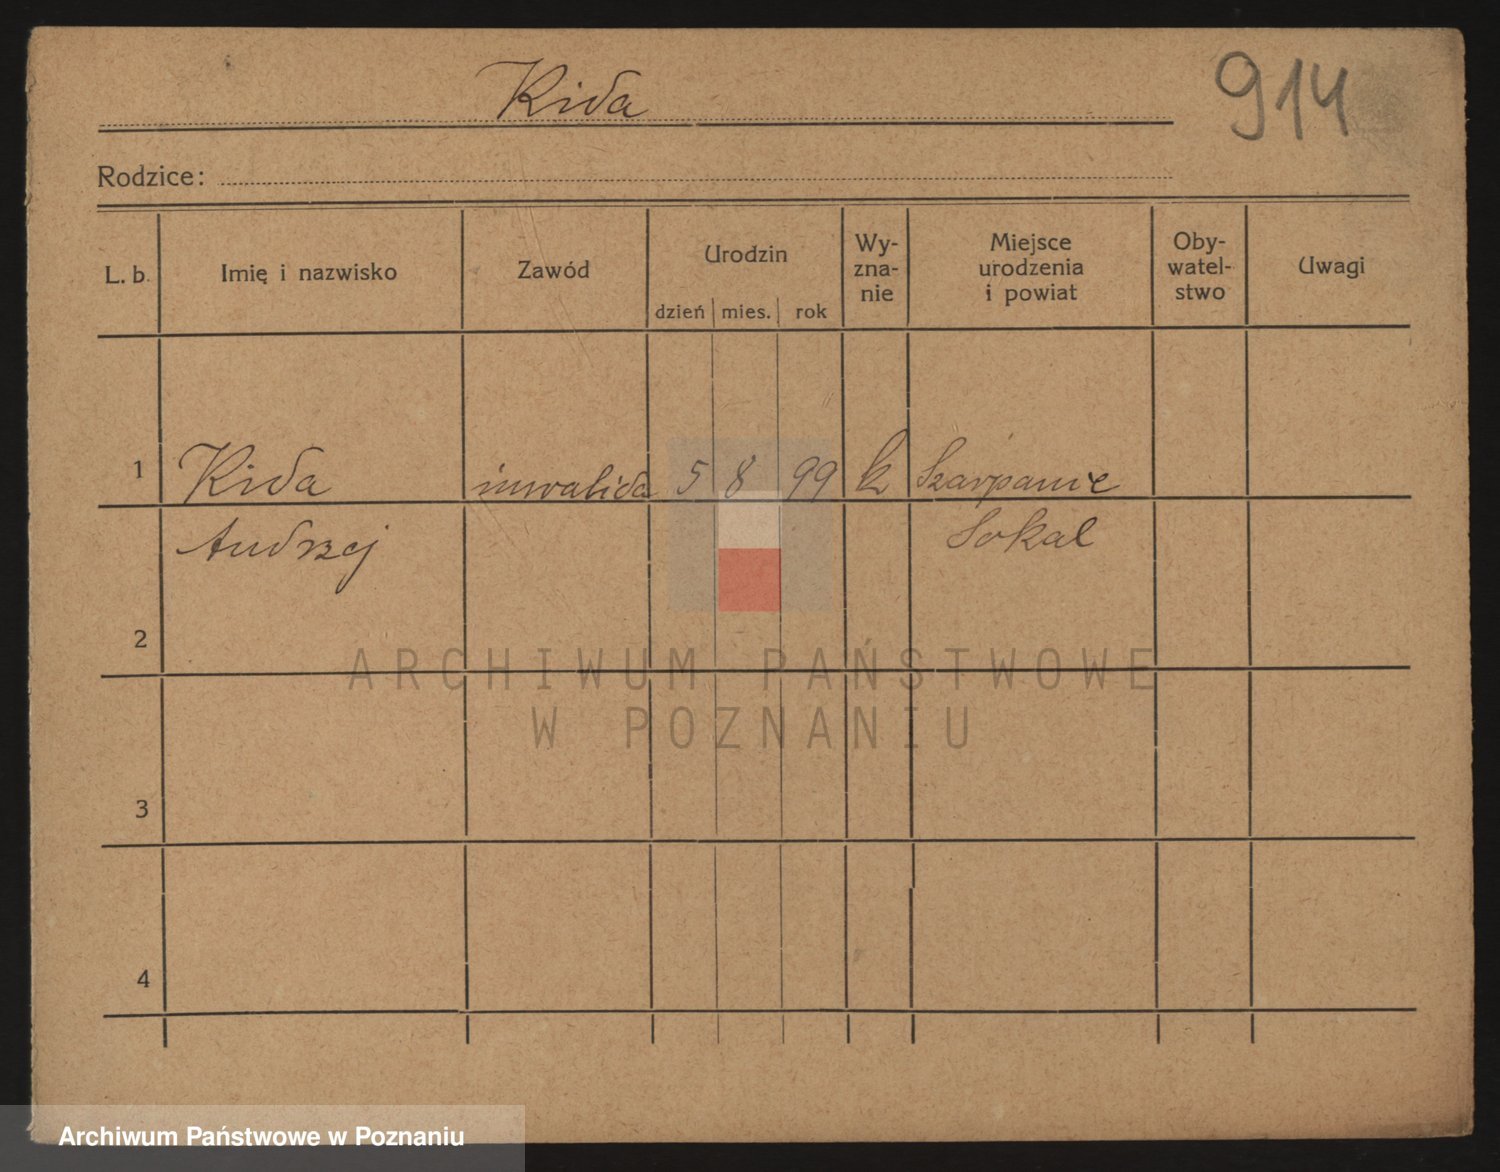 Kida
914
Rodzice:
L. b.
Imię i nazwisko
Zawód
Urodzin
dzień mies. rok
Wy-
zna-
nie
Miejsce
urodzenia
i powiat
Oby-
watel-
stwo
Uwagi
1 Kida inwalida 5 8 99 k Szarpanie
Andrzej Sokal
2
3
4
ARCHIWUM PAŃSTWOWE
W POZNANIU
Archiwum Państwowe w Poznaniu